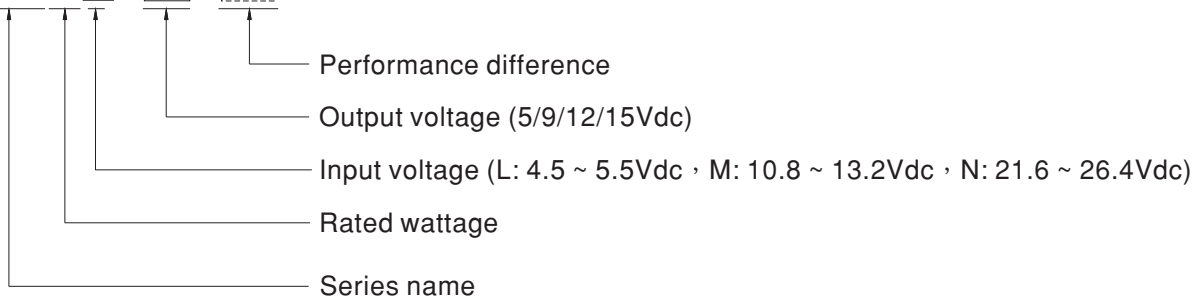 Performance difference
Output voltage (5/9/12/15Vdc)
Input voltage (L: 4.5 ~ 5.5Vdc，M: 10.8 ~ 13.2Vdc，N: 21.6 ~ 26.4Vdc)
Rated wattage
Series name